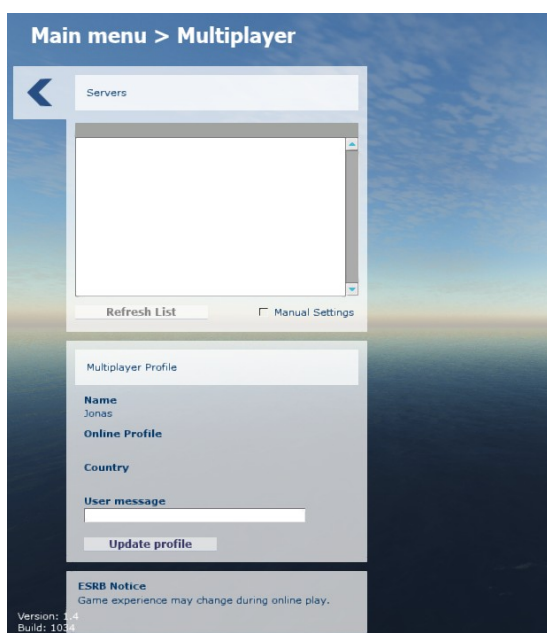 Main menu > Multiplayer
Servers
Refresh List
Manual Settings
Multiplayer Profile
Name
Jonas
Online Profile
Country
User message
Update profile
ESRB Notice
Game experience may change during online play.
Version: 1.4
Build: 1034